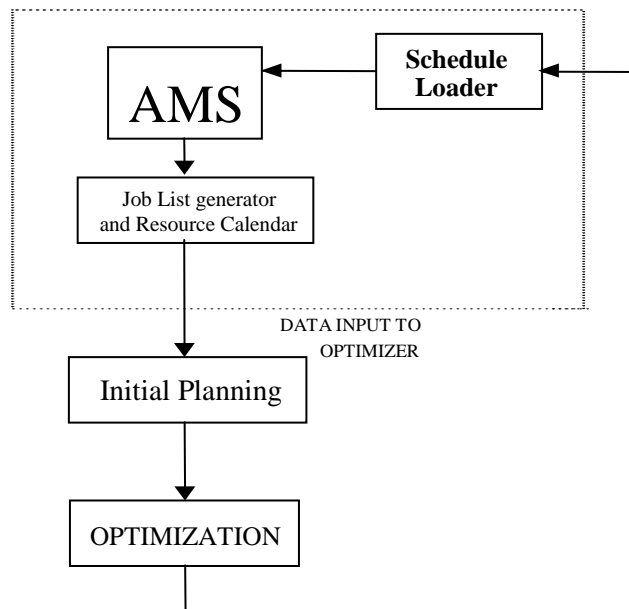 Schedule
Loader
AMS
Job List generator
and Resource Calendar
DATA INPUT TO
OPTIMIZER
Initial Planning
OPTIMIZATION